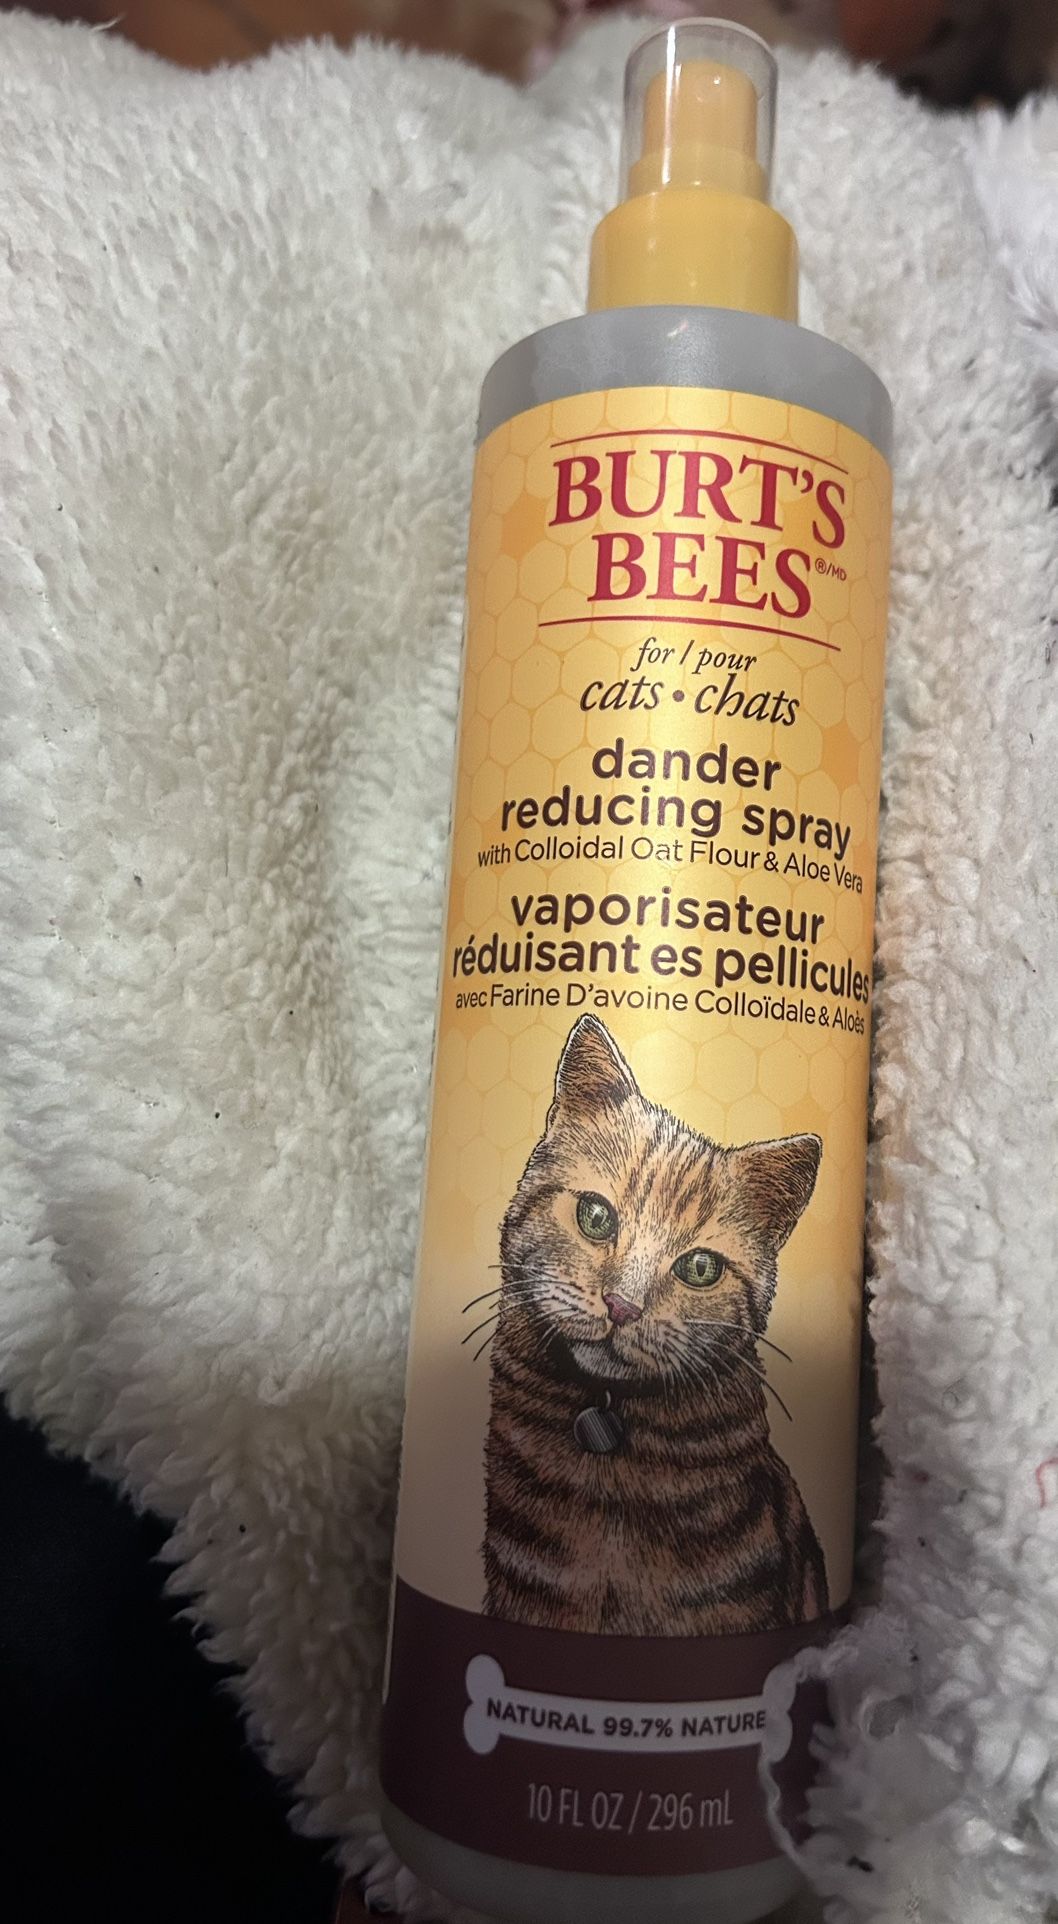 BURT'S
BEES®/MD
for / pour
cats • chats
dander
reducing spray
with Colloidal Oat Flour & Aloe Vera
vaporisateur
réduisant es pellicules
avec Farine D'avoine Colloïdale & Aloès
NATURAL 99.7% NATURE
10 FL OZ / 296 mL